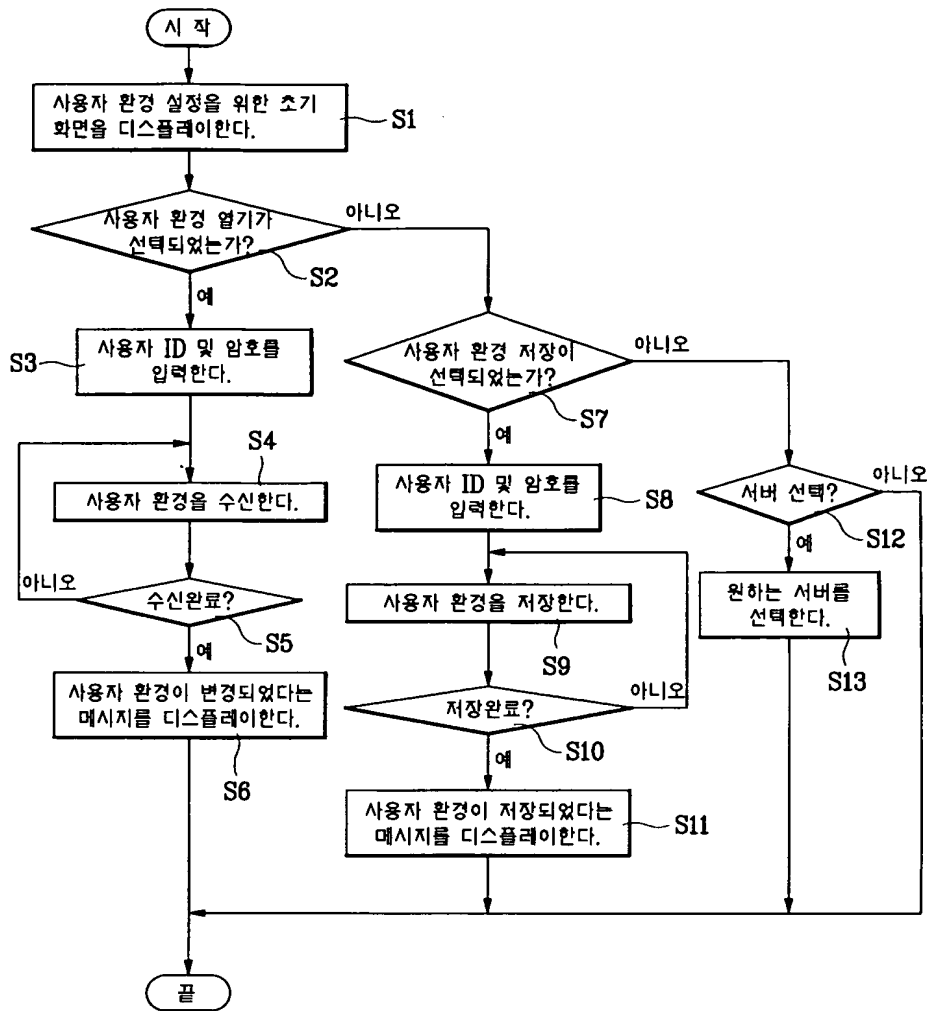 시 작
사용자 환경 설정을 위한 초기
화면을 디스플레이한다.
S1
사용자 환경 열기가
선택되었는가?
S2
아니오
예
사용자 ID 및 암호를
입력한다.
S3
사용자 환경 저장이
선택되었는가?
S7
아니오
예
S4
사용자 환경을 수신한다.
사용자 ID 및 암호를
입력한다.
S8
서버 선택?
S12
아니오
예
아니오
수신완료?
S5
예
사용자 환경을 저장한다.
S9
원하는 서버를
선택한다.
S13
사용자 환경이 변경되었다는
메시지를 디스플레이한다.
S6
저장완료?
S10
아니오
예
사용자 환경이 저장되었다는
메시지를 디스플레이한다.
S11
끝